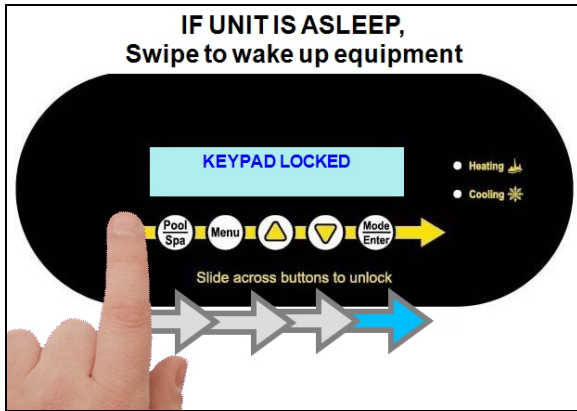 IF UNIT IS ASLEEP,
Swipe to wake up equipment
KEYPAD LOCKED
Heating
Cooling
Pool
Spa
Menu
Mode
Enter
Slide across buttons to unlock